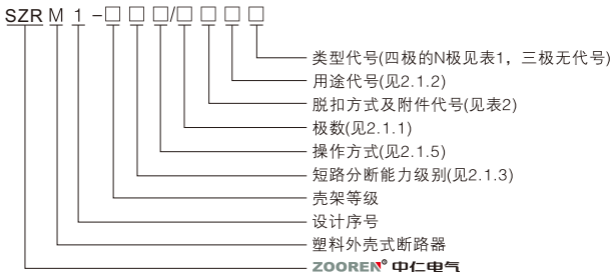 SZR M 1 - □ □ □ / □ □ □ □
类型代号(四极的N极见表1，三极无代号)
用途代号(见2.1.2)
脱扣方式及附件代号(见表2)
极数(见2.1.1)
操作方式(见2.1.5)
短路分断能力级别(见2.1.3)
壳架等级
设计序号
塑料外壳式断路器
ZOOREN® 中仁电气